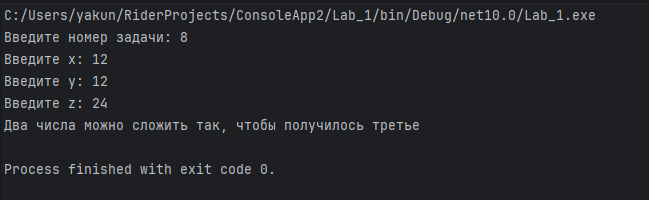 C:/Users/yakun/RiderProjects/ConsoleApp2/Lab_1/bin/Debug/net10.0/Lab_1.exe
Введите номер задачи: 8
Введите x: 12
Введите y: 12
Введите z: 24
Два числа можно сложить так, чтобы получилось третье
Process finished with exit code 0.